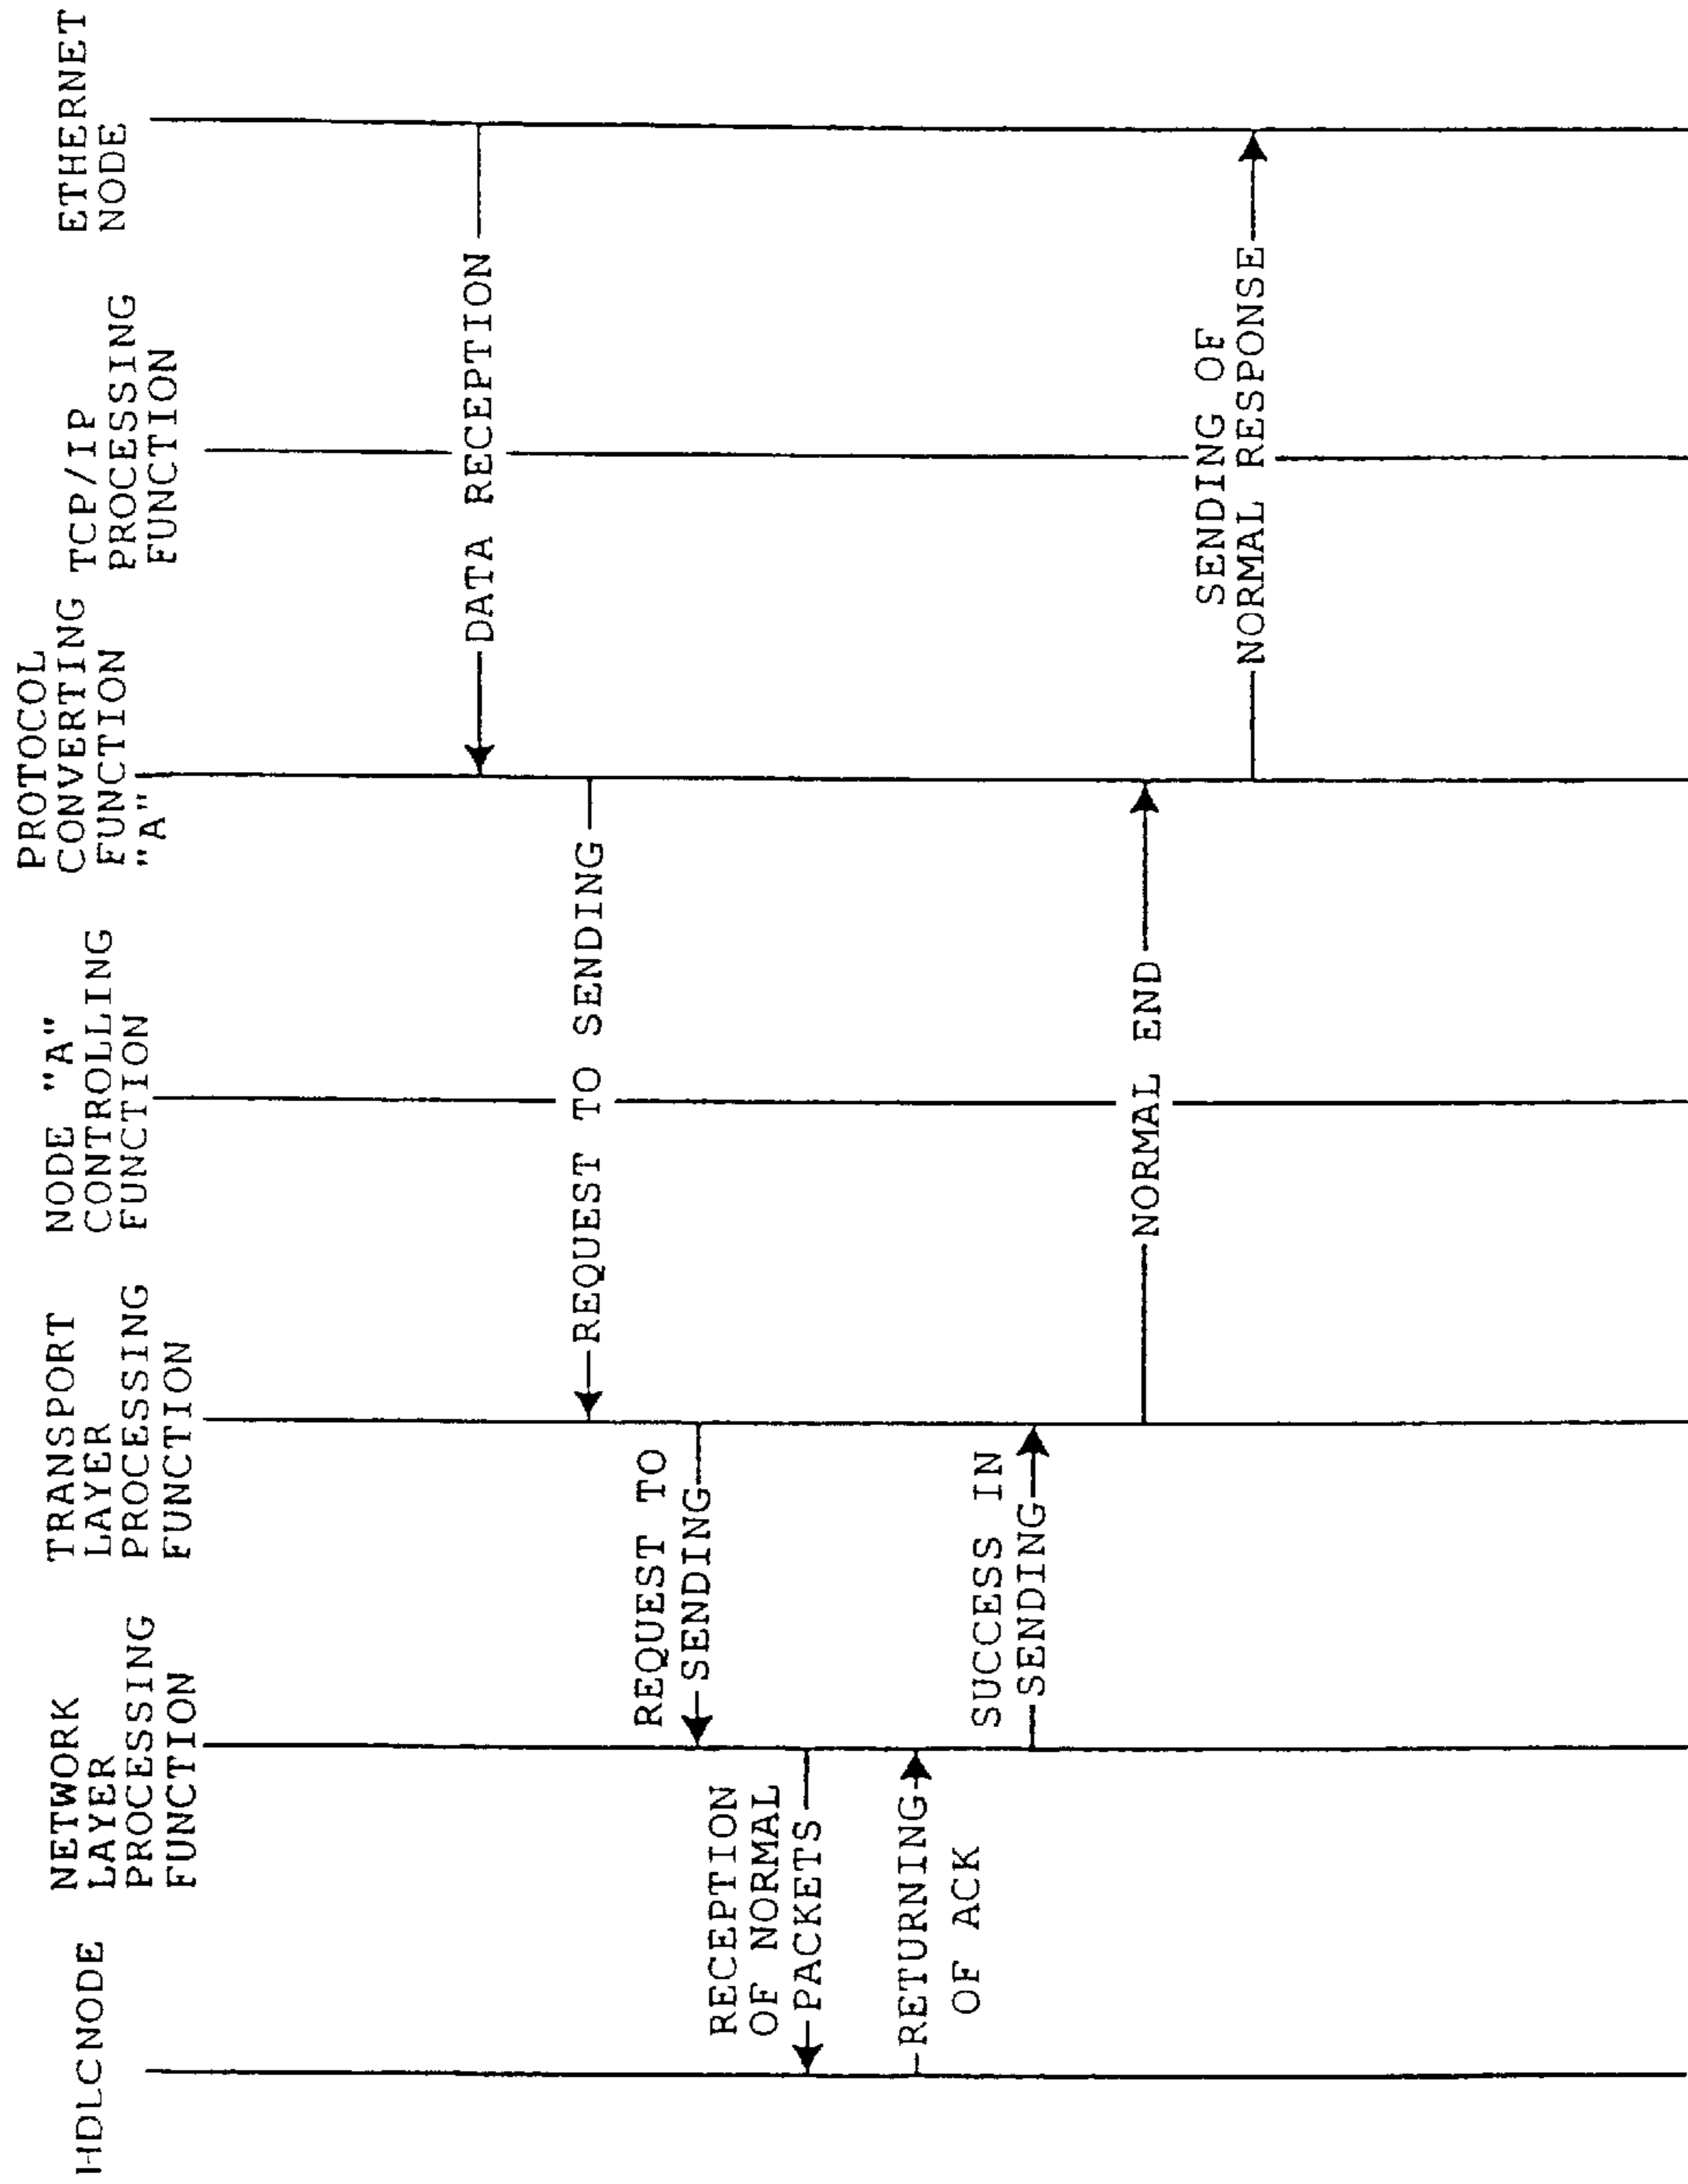 HDLCNODE
NETWORK
LAYER
PROCESSING
FUNCTION
TRANSPORT
LAYER
PROCESSING
FUNCTION
NODE "A"
CONTROLLING
FUNCTION
PROTOCOL
CONVERTING
FUNCTION
"A"
TCP/IP
PROCESSING
FUNCTION
ETHERNET
NODE
DATA RECEPTION
REQUEST TO SENDING
REQUEST TO
SENDING
RECEPTION
OF NORMAL
PACKETS
RETURNING
OF ACK
SUCCESS IN
SENDING
NORMAL END
SENDING OF
NORMAL RESPONSE